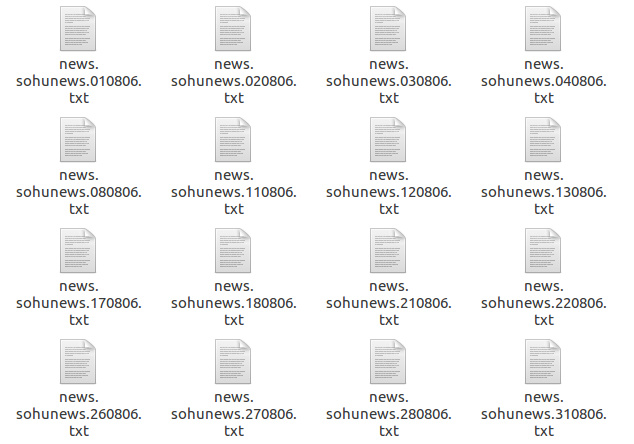 news.
sohunews.010806.
txt
news.
sohunews.020806.
txt
news.
sohunews.030806.
txt
news.
sohunews.040806.
txt
news.
sohunews.080806.
txt
news.
sohunews.110806.
txt
news.
sohunews.120806.
txt
news.
sohunews.130806.
txt
news.
sohunews.170806.
txt
news.
sohunews.180806.
txt
news.
sohunews.210806.
txt
news.
sohunews.220806.
txt
news.
sohunews.260806.
txt
news.
sohunews.270806.
txt
news.
sohunews.280806.
txt
news.
sohunews.310806.
txt